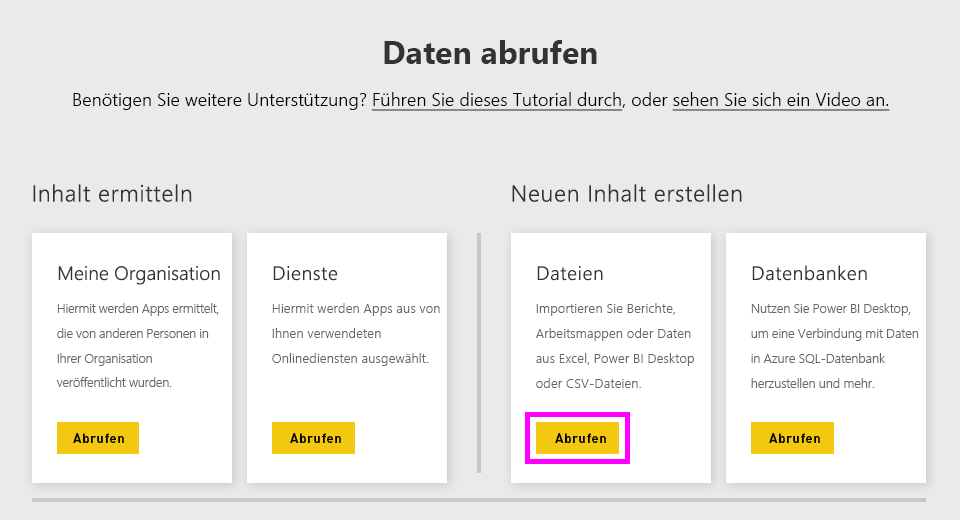 Daten abrufen
Benötigen Sie weitere Unterstützung? Führen Sie dieses Tutorial durch, oder sehen Sie sich ein Video an.
Inhalt ermitteln
Meine Organisation
Hiermit werden Apps ermittelt,
die von anderen Personen in
Ihrer Organisation
veröffentlicht wurden.
Abrufen
Dienste
Hiermit werden Apps aus von
Ihnen verwendeten
Onlinediensten ausgewählt.
Abrufen
Neuen Inhalt erstellen
Dateien
Importieren Sie Berichte,
Arbeitsmappen oder Daten
aus Excel, Power BI Desktop
oder CSV-Dateien.
Abrufen
Datenbanken
Nutzen Sie Power BI Desktop,
um eine Verbindung mit Daten
in Azure SQL-Datenbank
herzustellen und mehr.
Abrufen